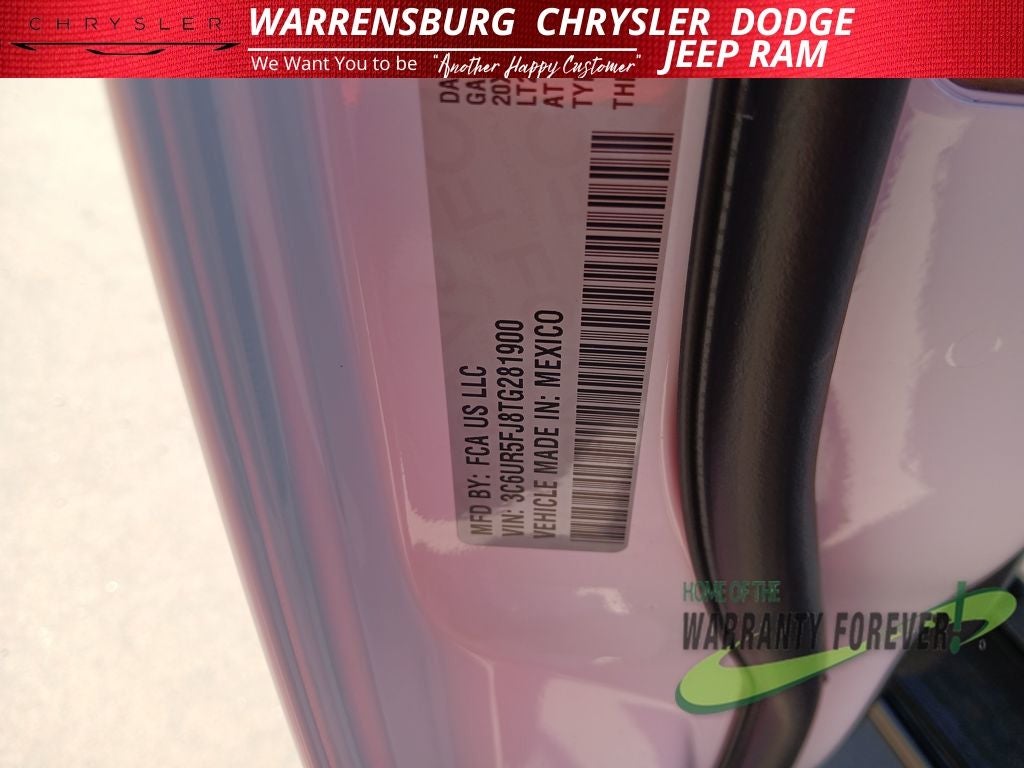 CHRYSLER
WARRENSBURG CHRYSLER DODGE
JEEP RAM
We Want You to be "Another Happy Customer"
MFD BY: FCA US LLC
VIN: 3C6UR5FJ8TG281900
VEHICLE MADE IN: MEXICO
HOME OF THE
WARRANTY FOREVER!